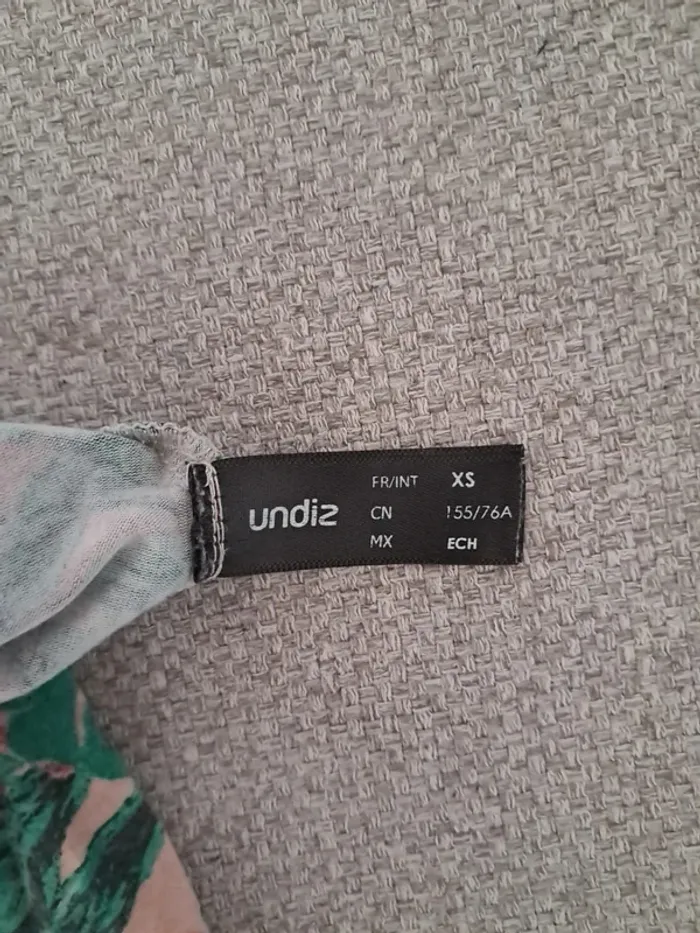 undiz
FR/INT XS
CN 155/76A
MX ECH